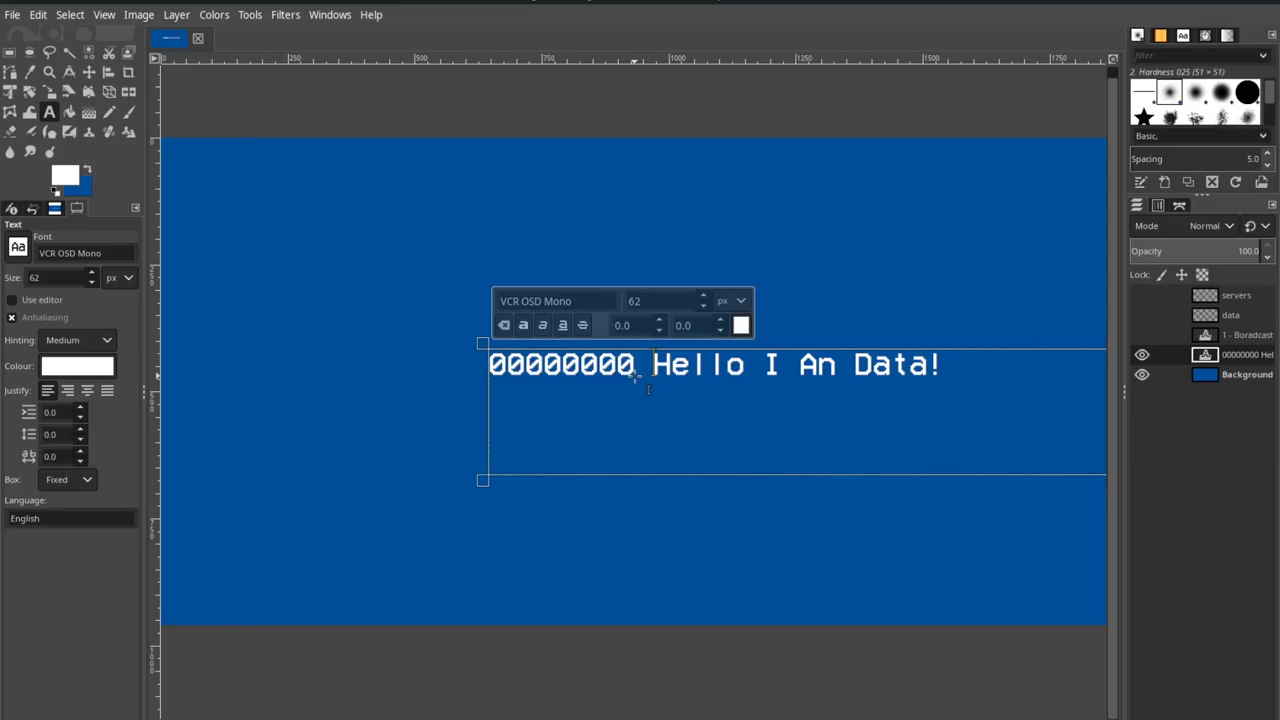 File Edit Select View Image Layer Colors Tools Filters Windows Help
0 250 500 750 1000 1250 1500 1750
filter
2. Hardness 025 (51 × 51)
Basic,
Spacing 5.0
Mode Normal
Opacity 100.0
Lock:
servers
data
1 - Boradcast
00000000 Hel
Background
Text
Font
Aa VCR OSD Mono
Size: 62 px
Use editor
Antialiasing
Hinting: Medium
Colour:
Justify:
0.0
0.0
0.0
Box: Fixed
Language:
English
VCR OSD Mono 62 px
0.0 0.0
00000000 Hello I An Data!